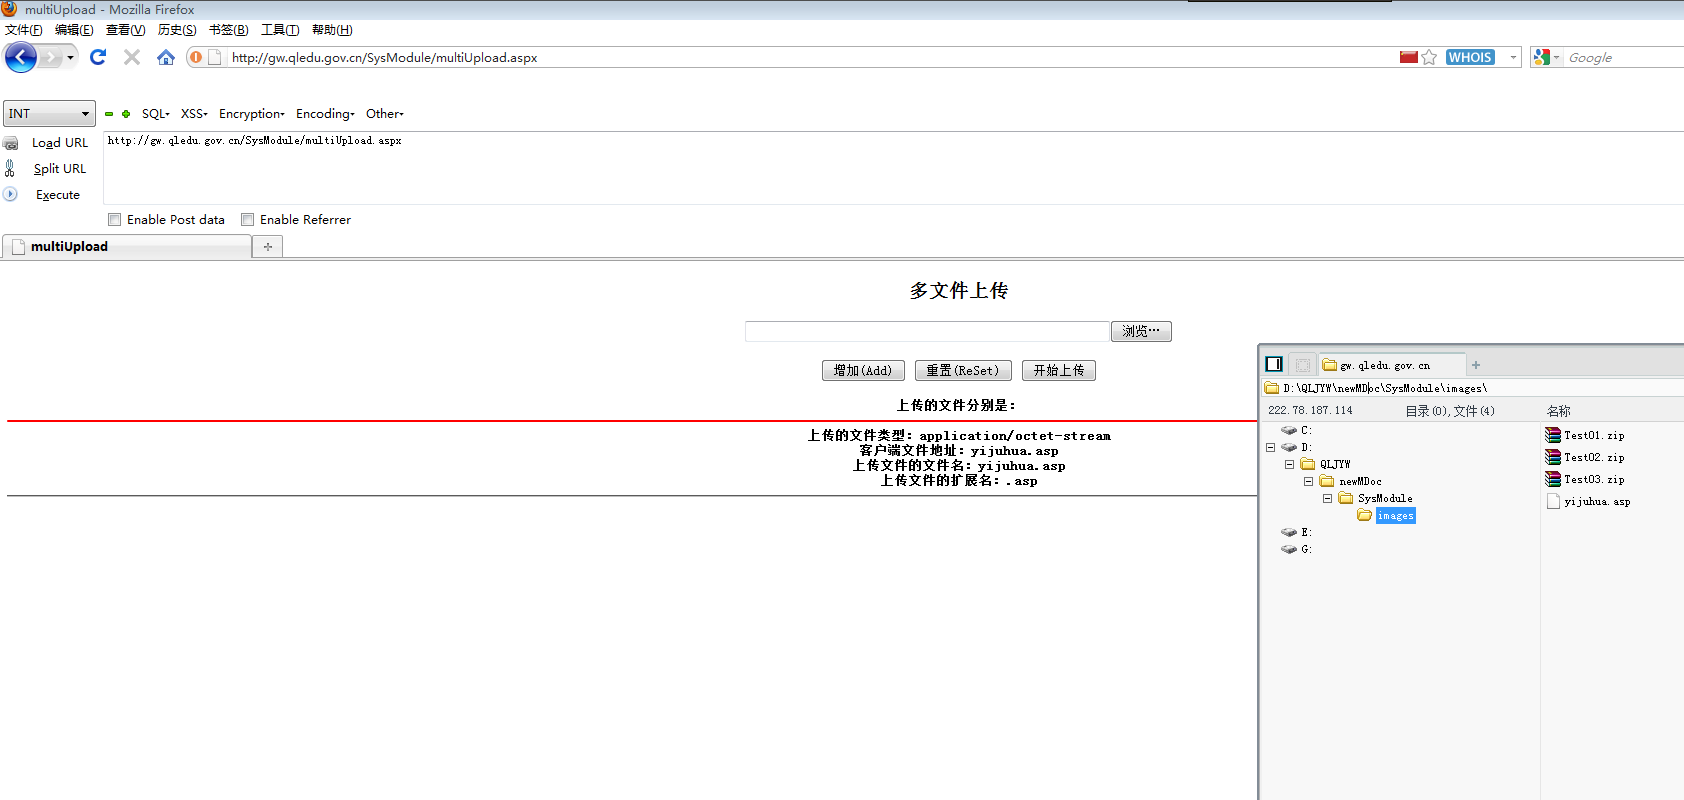 multiUpload - Mozilla Firefox
文件(F) 编辑(E) 查看(V) 历史(S) 书签(B) 工具(T) 帮助(H)
http://gw.qledu.gov.cn/SysModule/multiUpload.aspx WHOIS Google
INT SQL XSS Encryption Encoding Other
Load URL http://gw.qledu.gov.cn/SysModule/multiUpload.aspx
Split URL
Execute
Enable Post data Enable Referrer
multiUpload
多文件上传
浏览…
增加(Add) 重置(ReSet) 开始上传
上传的文件分别是：
上传的文件类型：application/octet-stream
客户端文件地址：yijuhua.asp
上传文件的文件名：yijuhua.asp
上传文件的扩展名：.asp
gw.qledu.gov.cn
D:\QLJYW\newMDoc\SysModule\images\
222.78.187.114 目录(0),文件(4) 名称
C:
D:
QLJYW
newMDoc
SysModule
images
E:
G:
Test01.zip
Test02.zip
Test03.zip
yijuhua.asp